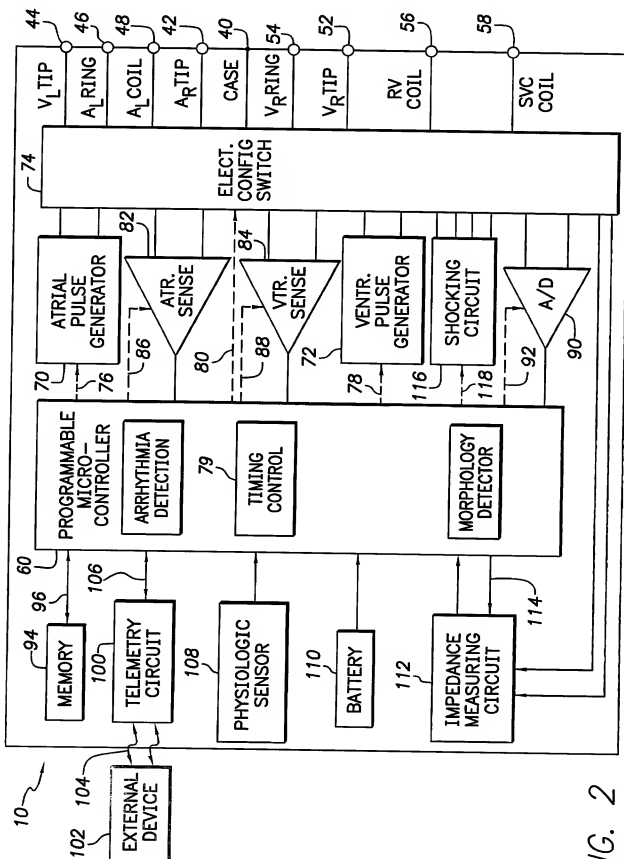 10
102
EXTERNAL
DEVICE
104
94
MEMORY
96
100
TELEMETRY
CIRCUIT
106
108
PHYSIOLOGIC
SENSOR
110
BATTERY
112
IMPEDANCE
MEASURING
CIRCUIT
114
60
PROGRAMMABLE
MICRO-
CONTROLLER
ARRHYTHMIA
DETECTION
79
TIMING
CONTROL
MORPHOLOGY
DETECTOR
70
76
ATRIAL
PULSE
GENERATOR
86
82
ATR.
SENSE
80
88
84
VTR.
SENSE
72
78
VENTR.
PULSE
GENERATOR
116
118
SHOCKING
CIRCUIT
92
A/D
90
74
ELECT.
CONFIG
SWITCH
VL TIP
44
AL RING
46
AL COIL
48
AR TIP
42
CASE
40
VR RING
54
VR TIP
52
RV
COIL
56
SVC
COIL
58
FIG. 2